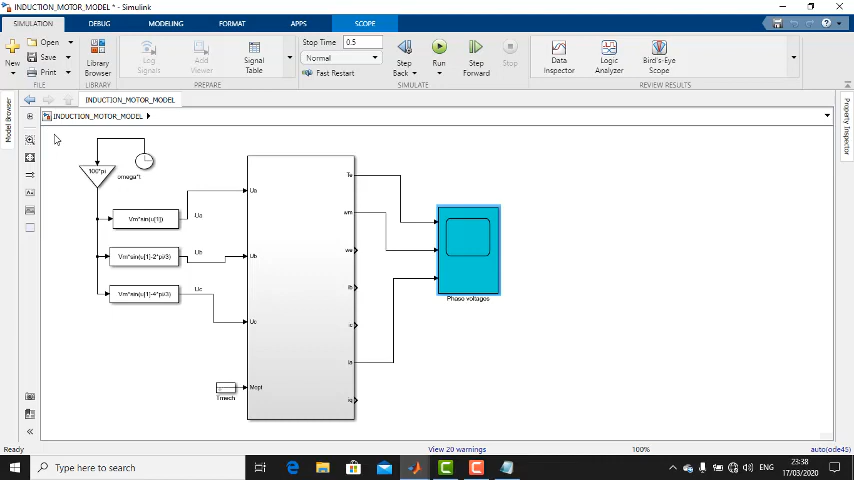 INDUCTION_MOTOR_MODEL * - Simulink
SIMULATION DEBUG MODELING FORMAT APPS SCOPE
New
Open
Save
Print
FILE
Library Browser
LIBRARY
Log Signals
Add Viewer
Signal Table
PREPARE
Stop Time 0.5
Normal
Fast Restart
Step Back
Run
Step Forward
Stop
SIMULATE
Data Inspector
Logic Analyzer
Bird's-Eye Scope
REVIEW RESULTS
Model Browser
INDUCTION_MOTOR_MODEL
INDUCTION_MOTOR_MODEL
Property Inspector
100*pi
omega*t
Vm*sin(u[1])
Ua
Vm*sin(u[1]-2*pi/3)
Ub
Vm*sin(u[1]-4*pi/3)
Uc
Tmech
Ua
Ub
Uc
Mopt
Te
wm
we
Ib
Ic
Ia
iq
Phase voltages
Ready
View 20 warnings
100%
auto(ode45)
Type here to search
ENG
23:38
17/03/2020